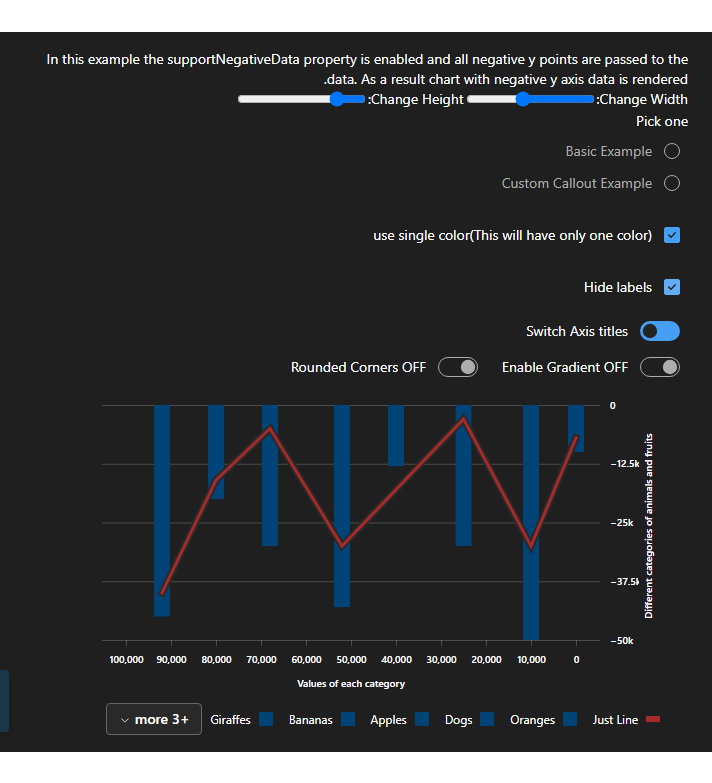 In this example the supportNegativeData property is enabled and all negative y points are passed to the
.data. As a result chart with negative y axis data is rendered
:Change Width :Change Height
Pick one
Basic Example
Custom Callout Example
use single color(This will have only one color)
Hide labels
Switch Axis titles
Enable Gradient OFF Rounded Corners OFF
0
−12.5k
−25k
−37.5k
−50k
Different categories of animals and fruits
100,000 90,000 80,000 70,000 60,000 50,000 40,000 30,000 20,000 10,000 0
Values of each category
Just Line Oranges Dogs Apples Bananas Giraffes more 3+